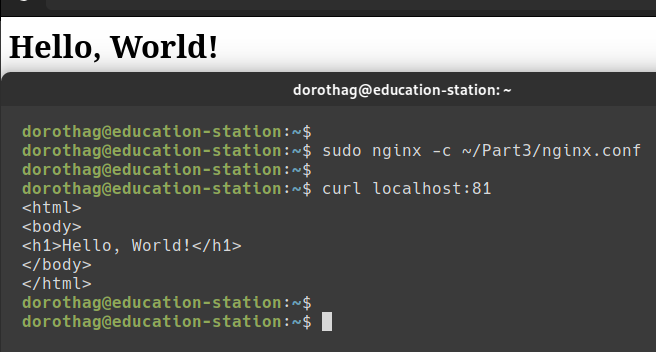 Hello, World!
dorothag@education-station: ~
dorothag@education-station:~$
dorothag@education-station:~$ sudo nginx -c ~/Part3/nginx.conf
dorothag@education-station:~$
dorothag@education-station:~$ curl localhost:81
<html>
<body>
<h1>Hello, World!</h1>
</body>
</html>
dorothag@education-station:~$
dorothag@education-station:~$